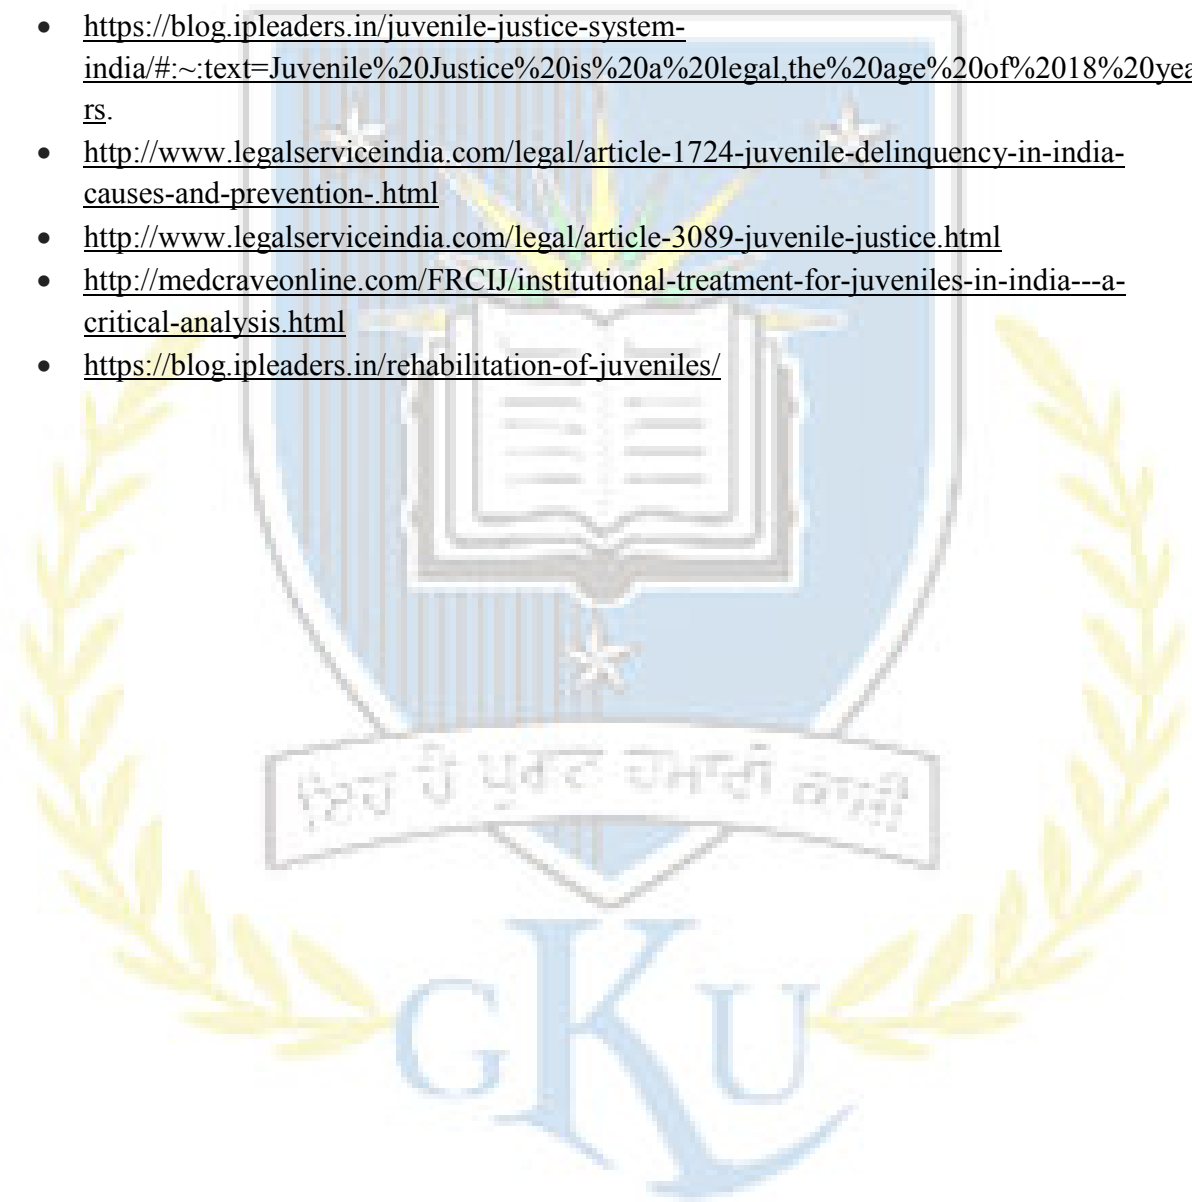 • https://blog.ipleaders.in/juvenile-justice-system-
india/#:~:text=Juvenile%20Justice%20is%20a%20legal,the%20age%20of%2018%20yea
rs.
• http://www.legalserviceindia.com/legal/article-1724-juvenile-delinquency-in-india-
causes-and-prevention-.html
• http://www.legalserviceindia.com/legal/article-3089-juvenile-justice.html
• http://medcraveonline.com/FRCIJ/institutional-treatment-for-juveniles-in-india---a-
critical-analysis.html
• https://blog.ipleaders.in/rehabilitation-of-juveniles/
ਇਹੁ ਹੈ ਪ੍ਰਗਟ ਹਮਾਰੀ ਕਾਸੀ
GKU